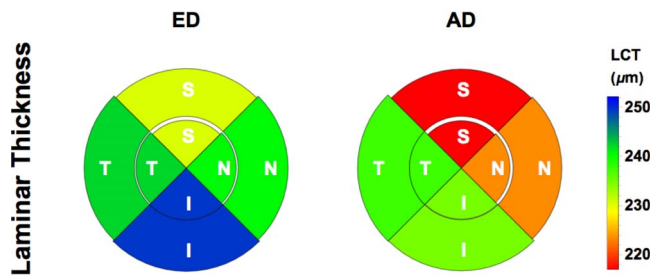 ED AD
Laminar Thickness
LCT
(µm)
S S
S S
T T N N T T N N
I I
I I
250
240
230
220